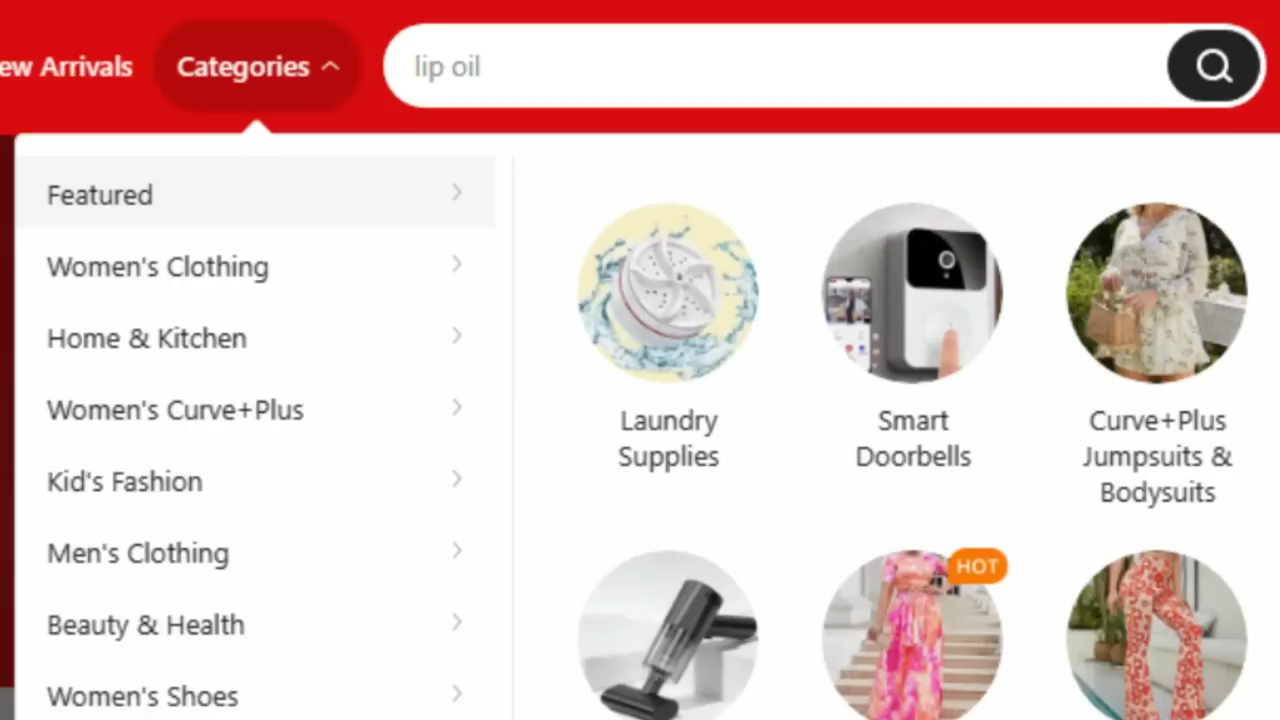 ew Arrivals
Categories
lip oil
Featured
Women's Clothing
Home & Kitchen
Women's Curve+Plus
Kid's Fashion
Men's Clothing
Beauty & Health
Women's Shoes
Laundry
Supplies
Smart
Doorbells
Curve+Plus
Jumpsuits &
Bodysuits
HOT